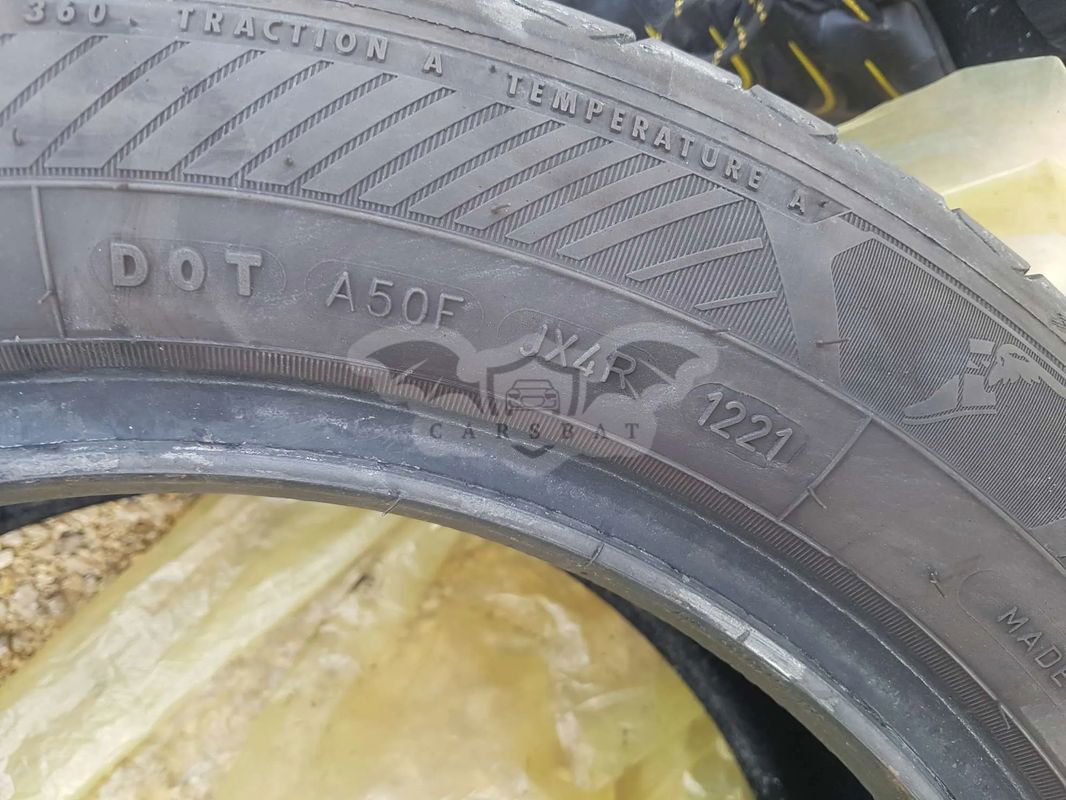 360 TRACTION A TEMPERATURE A
DOT A50F JX4R 1221
CARSBAT
MADE